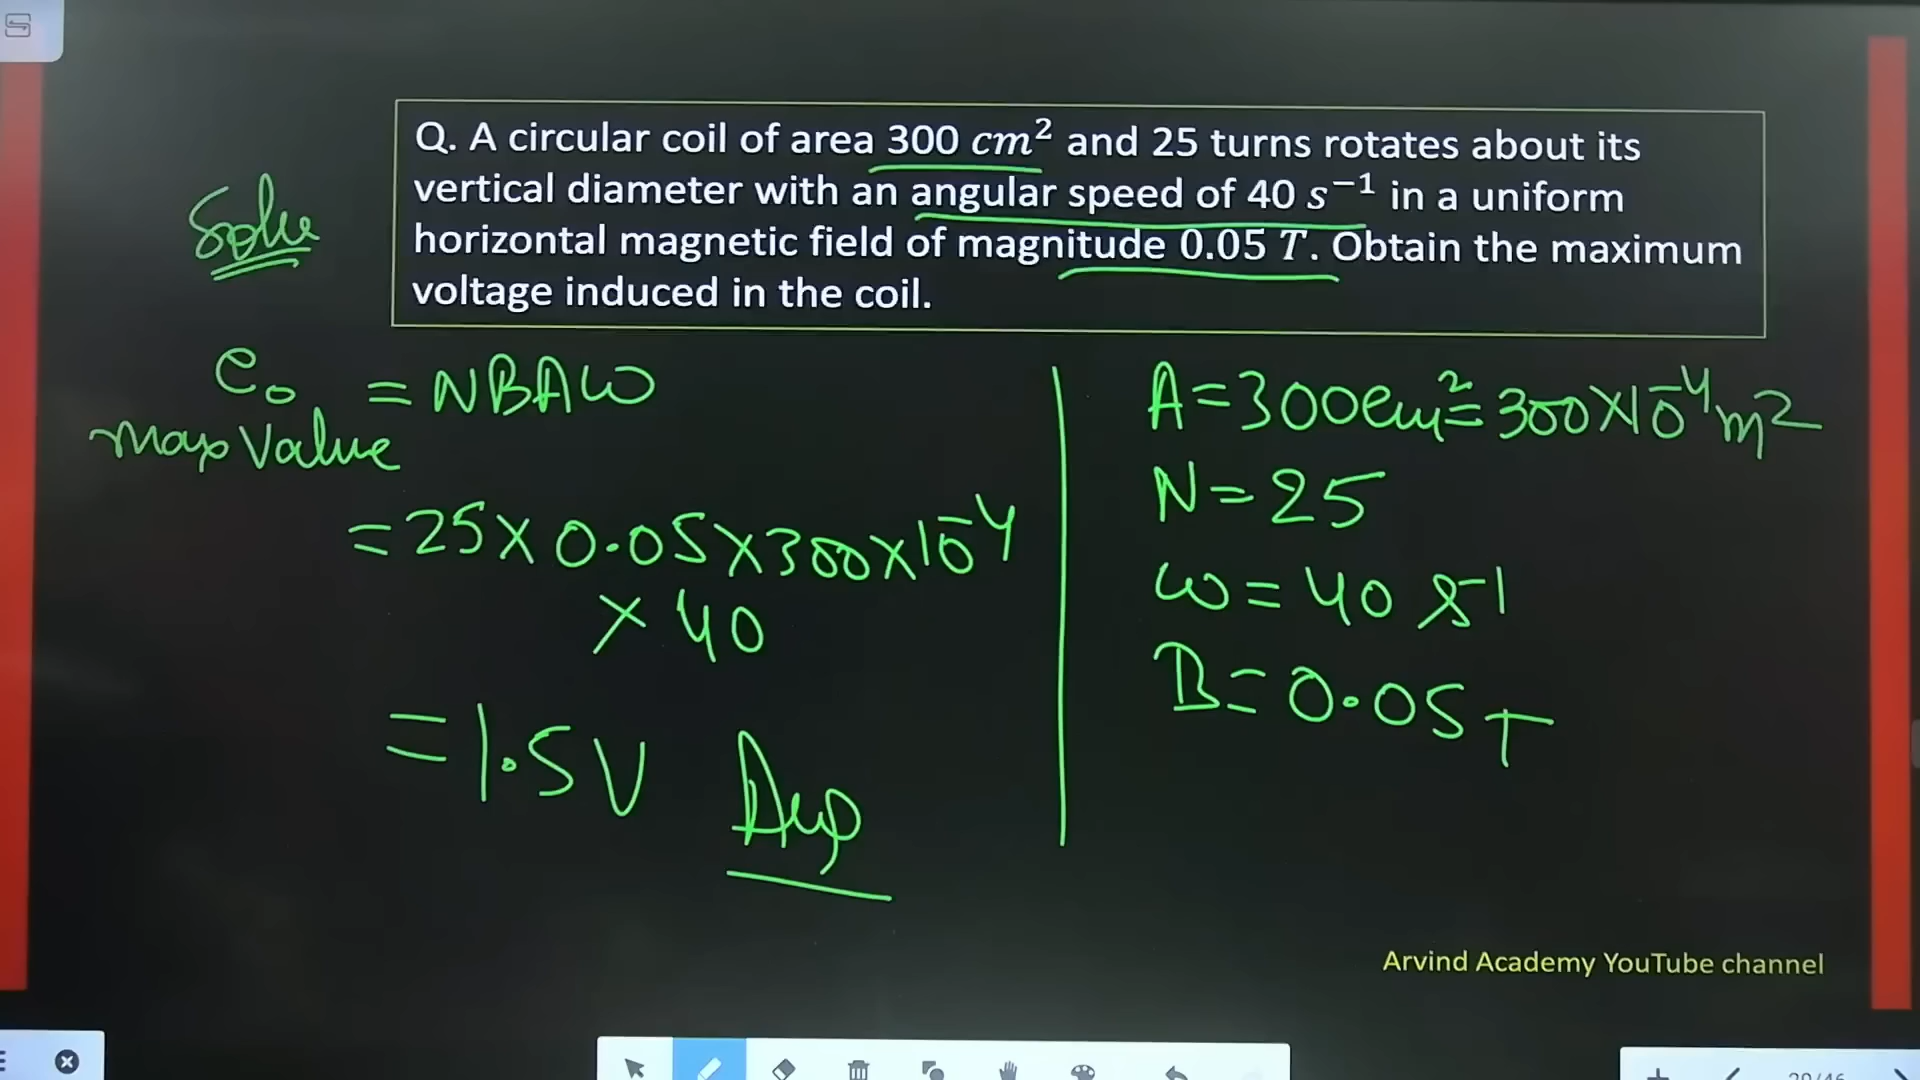 Q. A circular coil of area 300 cm² and 25 turns rotates about its
vertical diameter with an angular speed of 40 s⁻¹ in a uniform
horizontal magnetic field of magnitude 0.05 T. Obtain the maximum
voltage induced in the coil.
Solu
e₀ = NBAω
max value
= 25 × 0.05 × 300 × 10⁻⁴
× 40
= 1.5 V
A = 300 cm² = 300 × 10⁻⁴ m²
N = 25
ω = 40 s⁻¹
B = 0.05 T
Arvind Academy YouTube channel